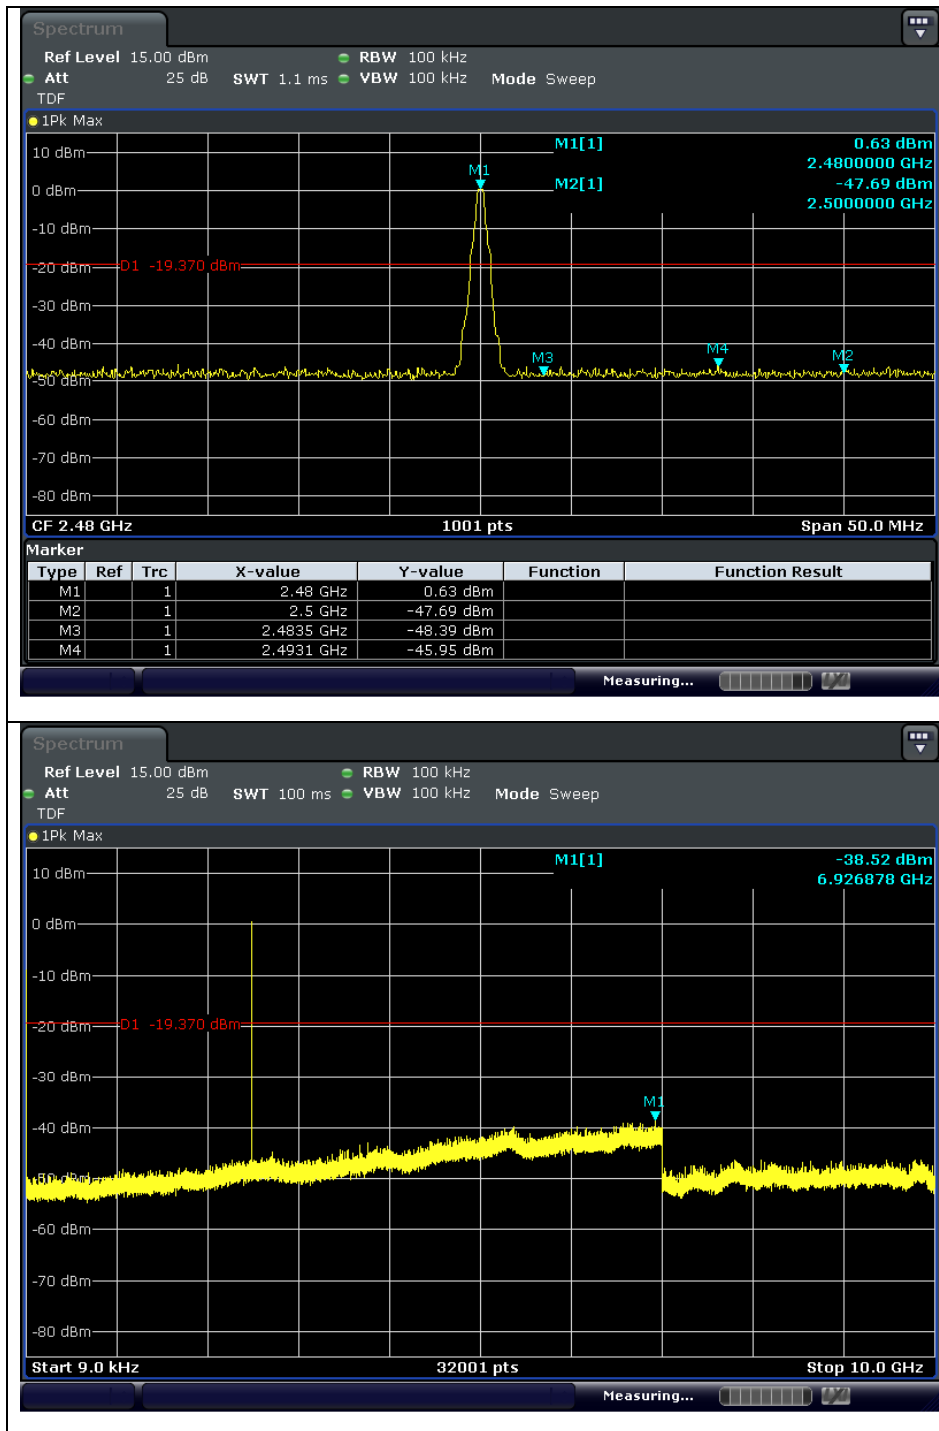 Spectrum
Ref Level 15.00 dBm RBW 100 kHz
Att 25 dB SWT 1.1 ms VBW 100 kHz Mode Sweep
TDF
1Pk Max
M1[1] 0.63 dBm
2.4800000 GHz
M2[1] -47.69 dBm
2.5000000 GHz
10 dBm
M1
0 dBm
-10 dBm
-20 dBm
D1 -19.370 dBm
-30 dBm
-40 dBm
M3
M4
M2
-50 dBm
-60 dBm
-70 dBm
-80 dBm
CF 2.48 GHz 1001 pts Span 50.0 MHz
Marker
Type Ref Trc X-value Y-value Function Function Result
M1 1 2.48 GHz 0.63 dBm
M2 1 2.5 GHz -47.69 dBm
M3 1 2.4835 GHz -48.39 dBm
M4 1 2.4931 GHz -45.95 dBm
Measuring...
Spectrum
Ref Level 15.00 dBm RBW 100 kHz
Att 25 dB SWT 100 ms VBW 100 kHz Mode Sweep
TDF
1Pk Max
M1[1] -38.52 dBm
6.926878 GHz
10 dBm
0 dBm
-10 dBm
-20 dBm
D1 -19.370 dBm
-30 dBm
M1
-40 dBm
-50 dBm
-60 dBm
-70 dBm
-80 dBm
Start 9.0 kHz 32001 pts Stop 10.0 GHz
Measuring...